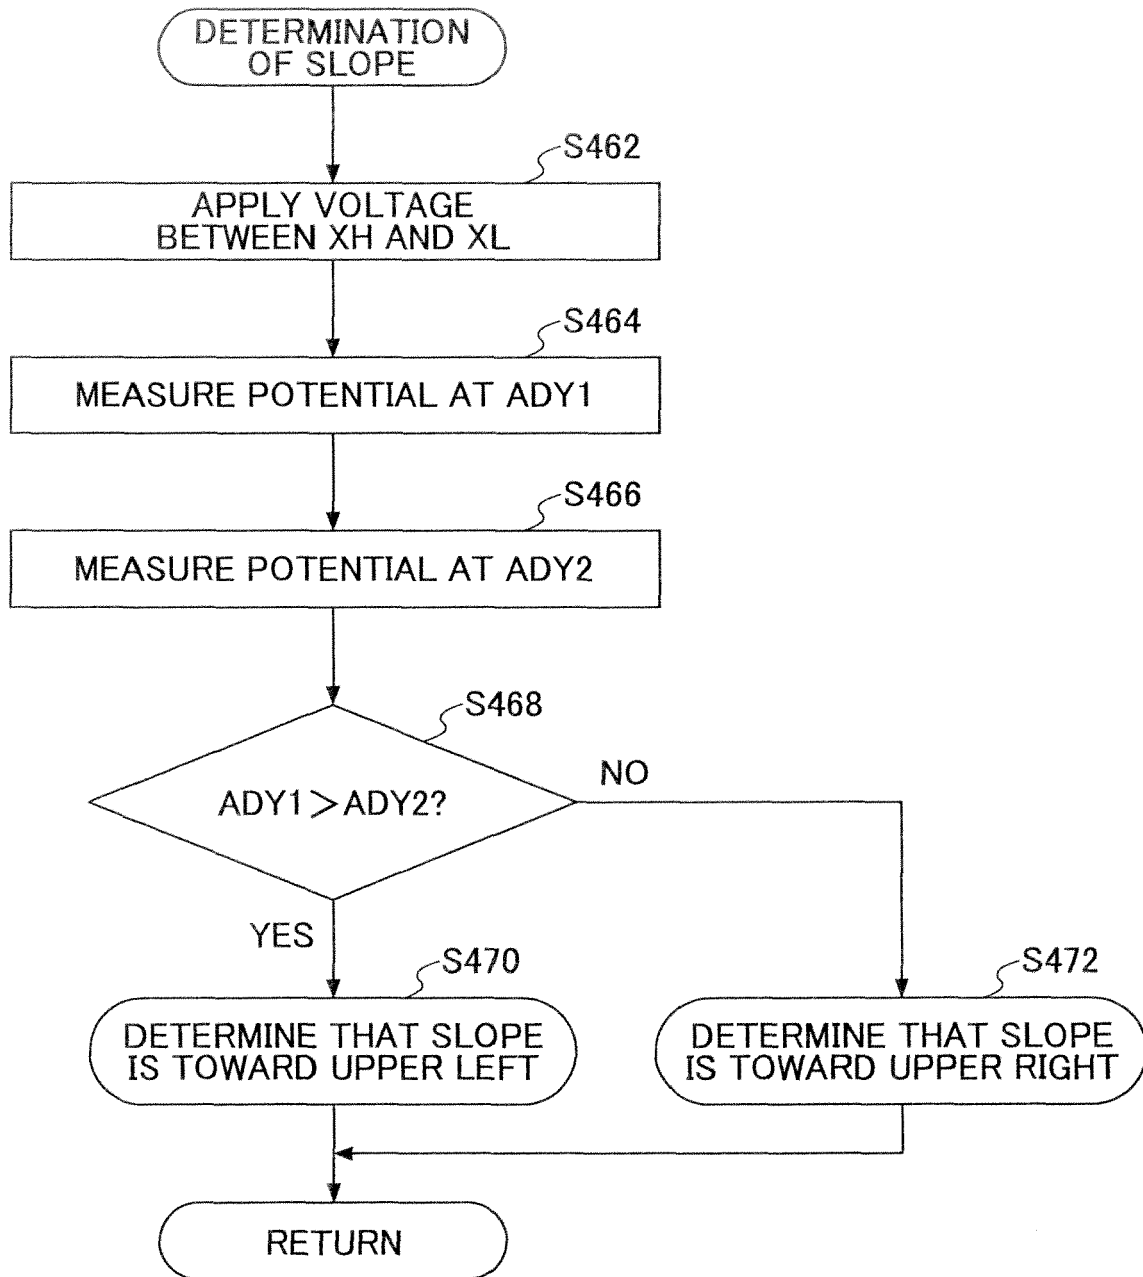 DETERMINATION
OF SLOPE
S462
APPLY VOLTAGE
BETWEEN XH AND XL
S464
MEASURE POTENTIAL AT ADY1
S466
MEASURE POTENTIAL AT ADY2
S468
ADY1>ADY2?
NO
YES
S470
DETERMINE THAT SLOPE
IS TOWARD UPPER LEFT
S472
DETERMINE THAT SLOPE
IS TOWARD UPPER RIGHT
RETURN